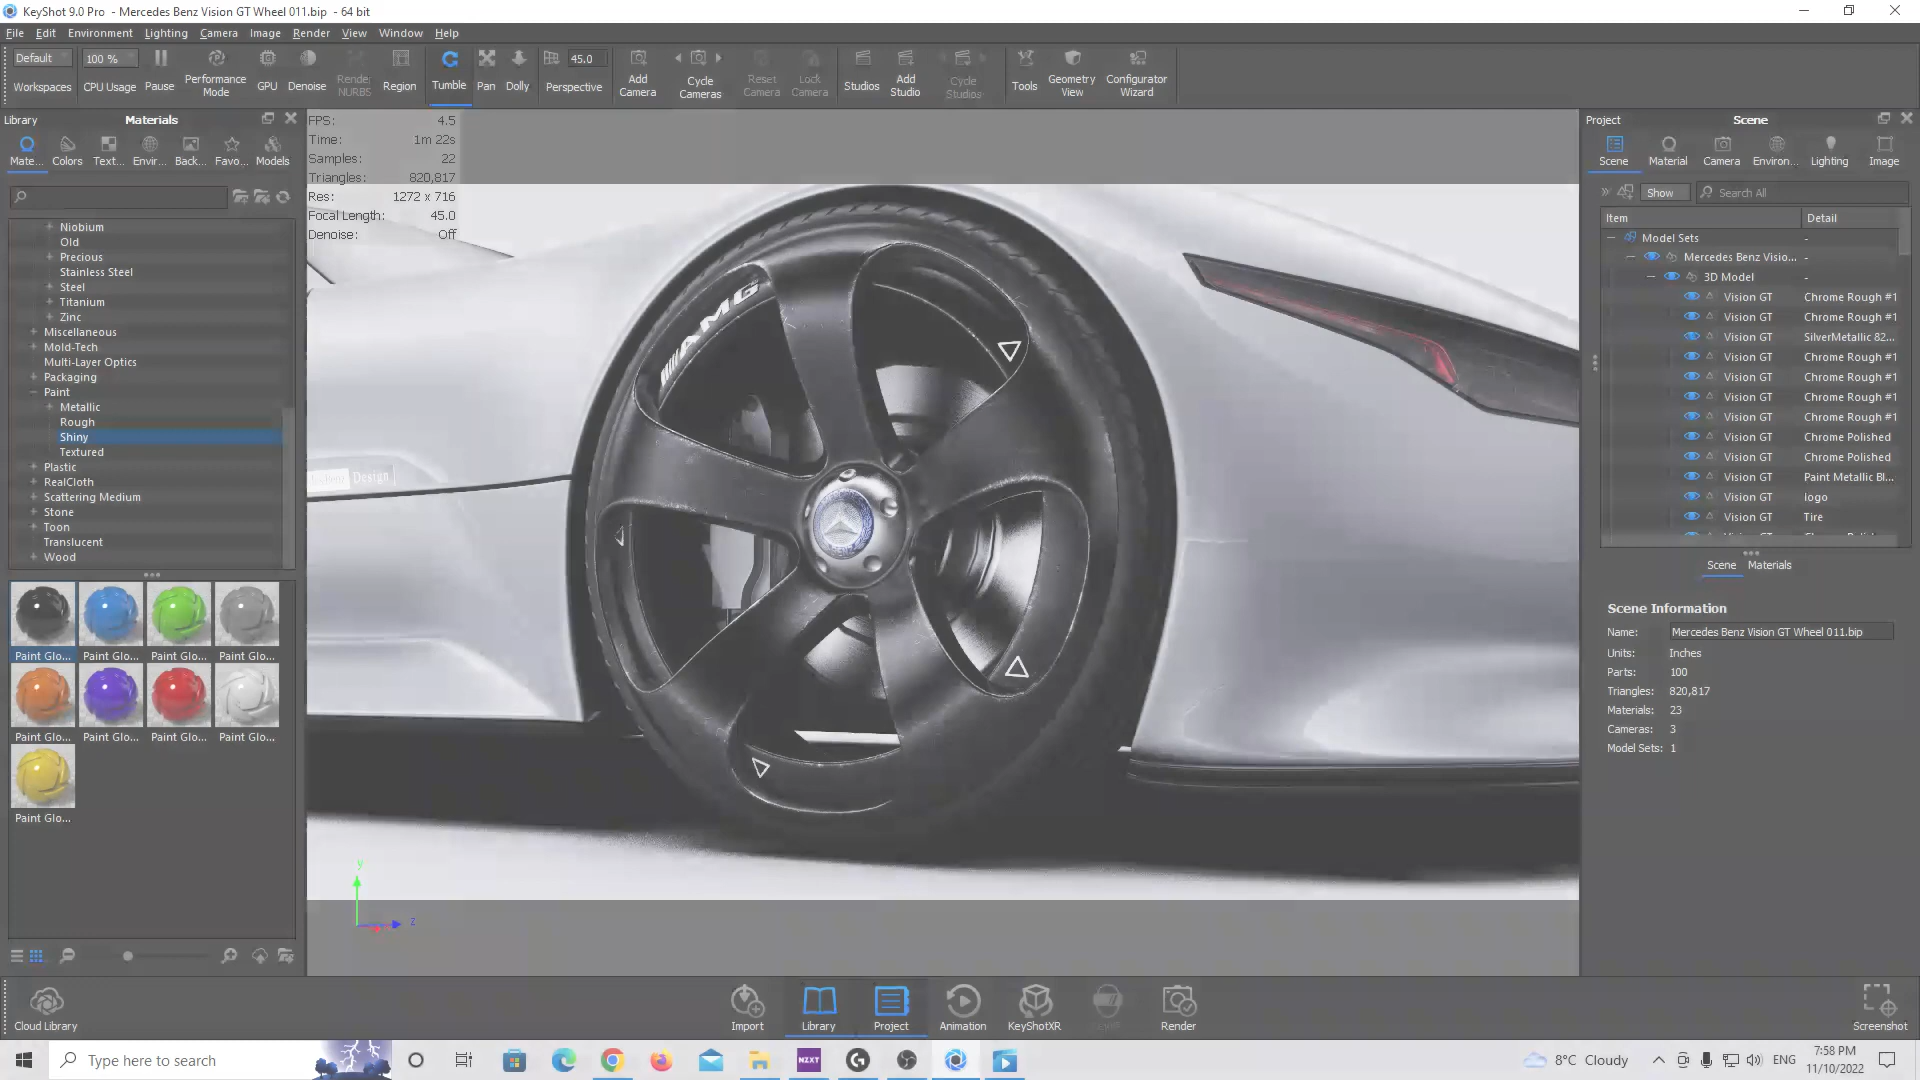 KeyShot 9.0 Pro - Mercedes Benz Vision GT Wheel 011.bip - 64 bit
File Edit Environment Lighting Camera Image Render View Window Help
Default 100 % 45.0
Workspaces CPU Usage Pause Performance Mode GPU Denoise Render NURBS Region Tumble Pan Dolly Perspective Add Camera Cycle Cameras Reset Camera Lock Camera Studios Add Studio Cycle Studios Tools Geometry View Configurator Wizard
Library Materials
Mate... Colors Text... Envir... Back... Favo... Models
Niobium
Old
Precious
Stainless Steel
Steel
Titanium
Zinc
Miscellaneous
Mold-Tech
Multi-Layer Optics
Packaging
Paint
Metallic
Rough
Shiny
Textured
Plastic
RealCloth
Scattering Medium
Stone
Toon
Translucent
Wood
Paint Glo... Paint Glo... Paint Glo... Paint Glo...
Paint Glo... Paint Glo... Paint Glo... Paint Glo...
Paint Glo...
FPS: 4.5
Time: 1m 22s
Samples: 22
Triangles: 820,817
Res: 1272 x 716
Focal Length: 45.0
Denoise: Off
AMG
Design
y
z
Project Scene
Scene Material Camera Environ... Lighting Image
Show Search All
Item Detail
Model Sets -
Mercedes Benz Visio... -
3D Model -
Vision GT Chrome Rough #1
Vision GT Chrome Rough #1
Vision GT SilverMetallic 82...
Vision GT Chrome Rough #1
Vision GT Chrome Rough #1
Vision GT Chrome Rough #1
Vision GT Chrome Rough #1
Vision GT Chrome Polished
Vision GT Chrome Polished
Vision GT Paint Metallic Bl...
Vision GT logo
Vision GT Tire
Scene Materials
Scene Information
Name: Mercedes Benz Vision GT Wheel 011.bip
Units: Inches
Parts: 100
Triangles: 820,817
Materials: 23
Cameras: 3
Model Sets: 1
Cloud Library Import Library Project Animation KeyShotXR Render Screenshot
Type here to search
NZXT
8°C Cloudy
ENG
7:58 PM
11/10/2022